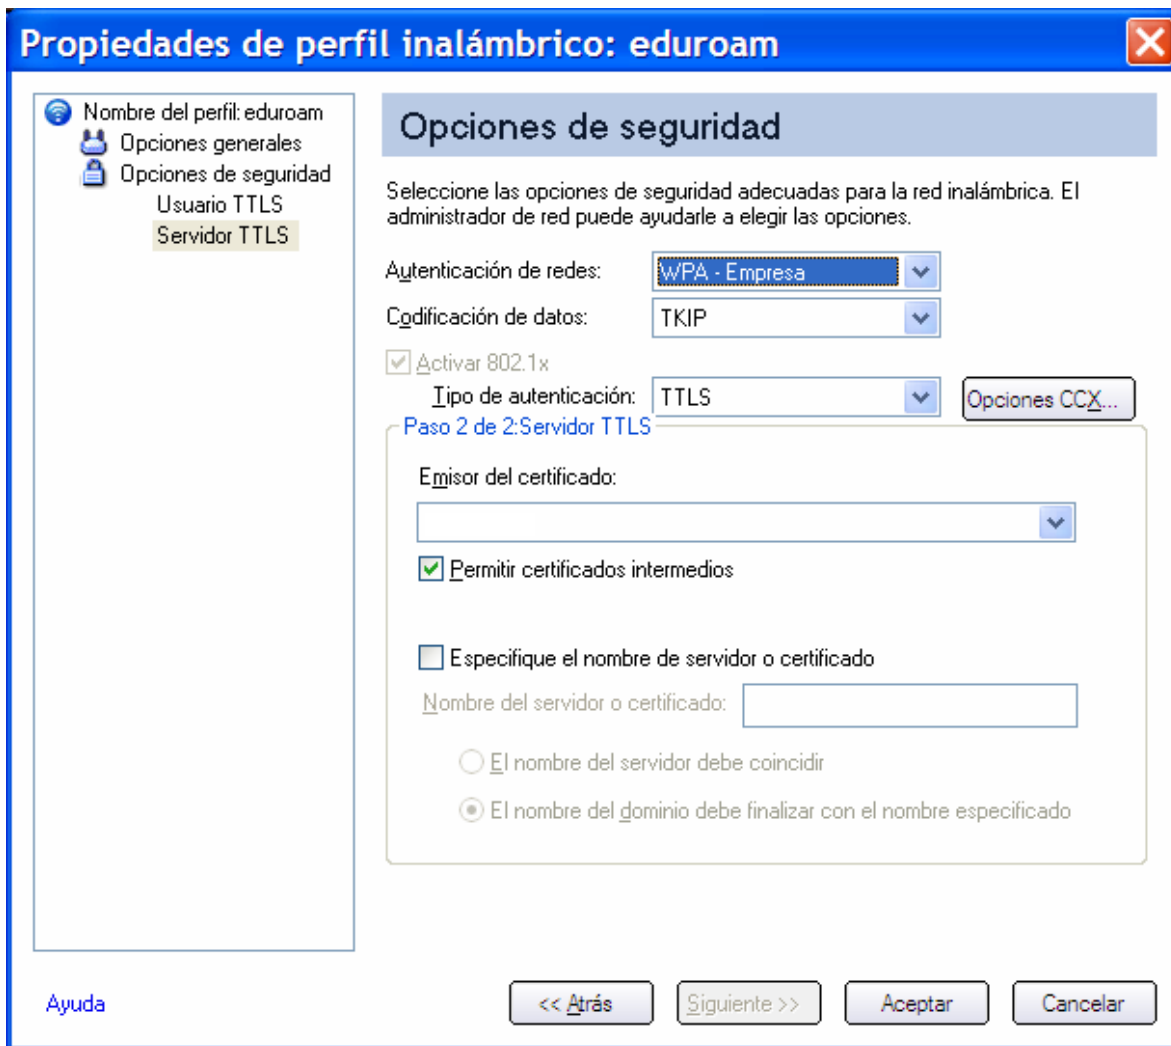 Propiedades de perfil inalámbrico: eduroam
Nombre del perfil: eduroam
Opciones generales
Opciones de seguridad
Usuario TTLS
Servidor TTLS
Opciones de seguridad
Seleccione las opciones de seguridad adecuadas para la red inalámbrica. El
administrador de red puede ayudarle a elegir las opciones.
Autenticación de redes: WPA - Empresa
Codificación de datos: TKIP
Activar 802.1x
Tipo de autenticación: TTLS Opciones CCX...
Paso 2 de 2:Servidor TTLS
Emisor del certificado:
Permitir certificados intermedios
Especifique el nombre de servidor o certificado
Nombre del servidor o certificado:
El nombre del servidor debe coincidir
El nombre del dominio debe finalizar con el nombre especificado
Ayuda << Atrás Siguiente >> Aceptar Cancelar